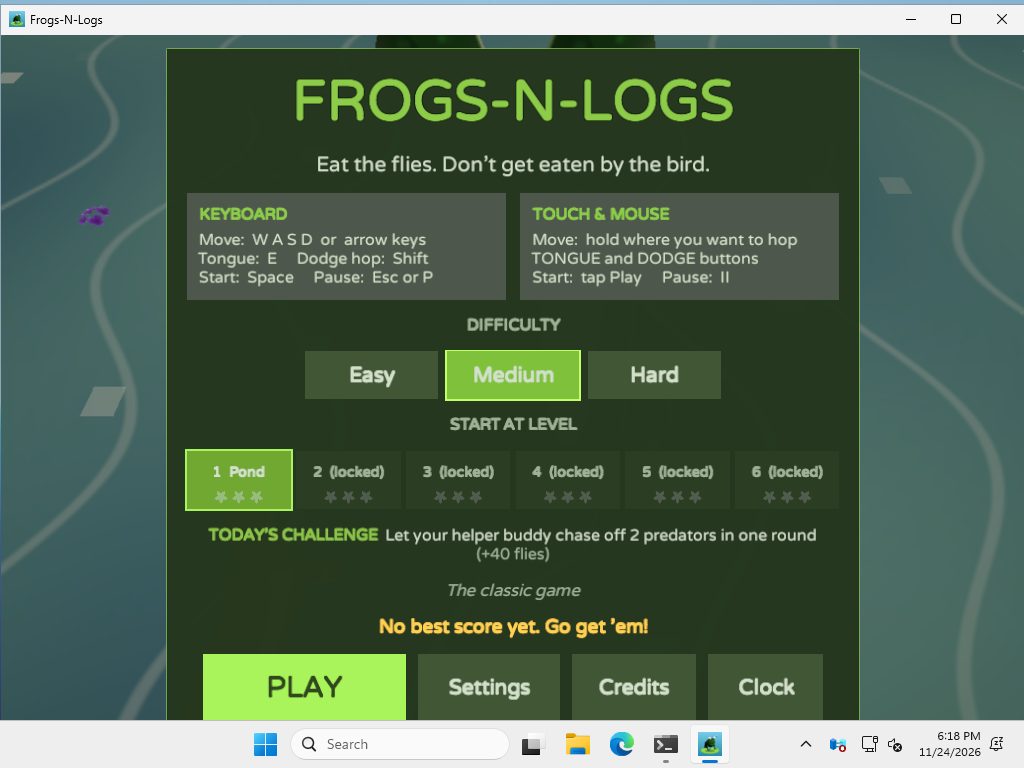 Frogs-N-Logs
FROGS-N-LOGS
Eat the flies. Don't get eaten by the bird.
KEYBOARD
Move: W A S D or arrow keys
Tongue: E Dodge hop: Shift
Start: Space Pause: Esc or P
TOUCH & MOUSE
Move: hold where you want to hop
TONGUE and DODGE buttons
Start: tap Play Pause: II
DIFFICULTY
Easy Medium Hard
START AT LEVEL
1 Pond 2 (locked) 3 (locked) 4 (locked) 5 (locked) 6 (locked)
TODAY'S CHALLENGE Let your helper buddy chase off 2 predators in one round
(+40 flies)
The classic game
No best score yet. Go get 'em!
PLAY Settings Credits Clock
Search
6:18 PM
11/24/2026